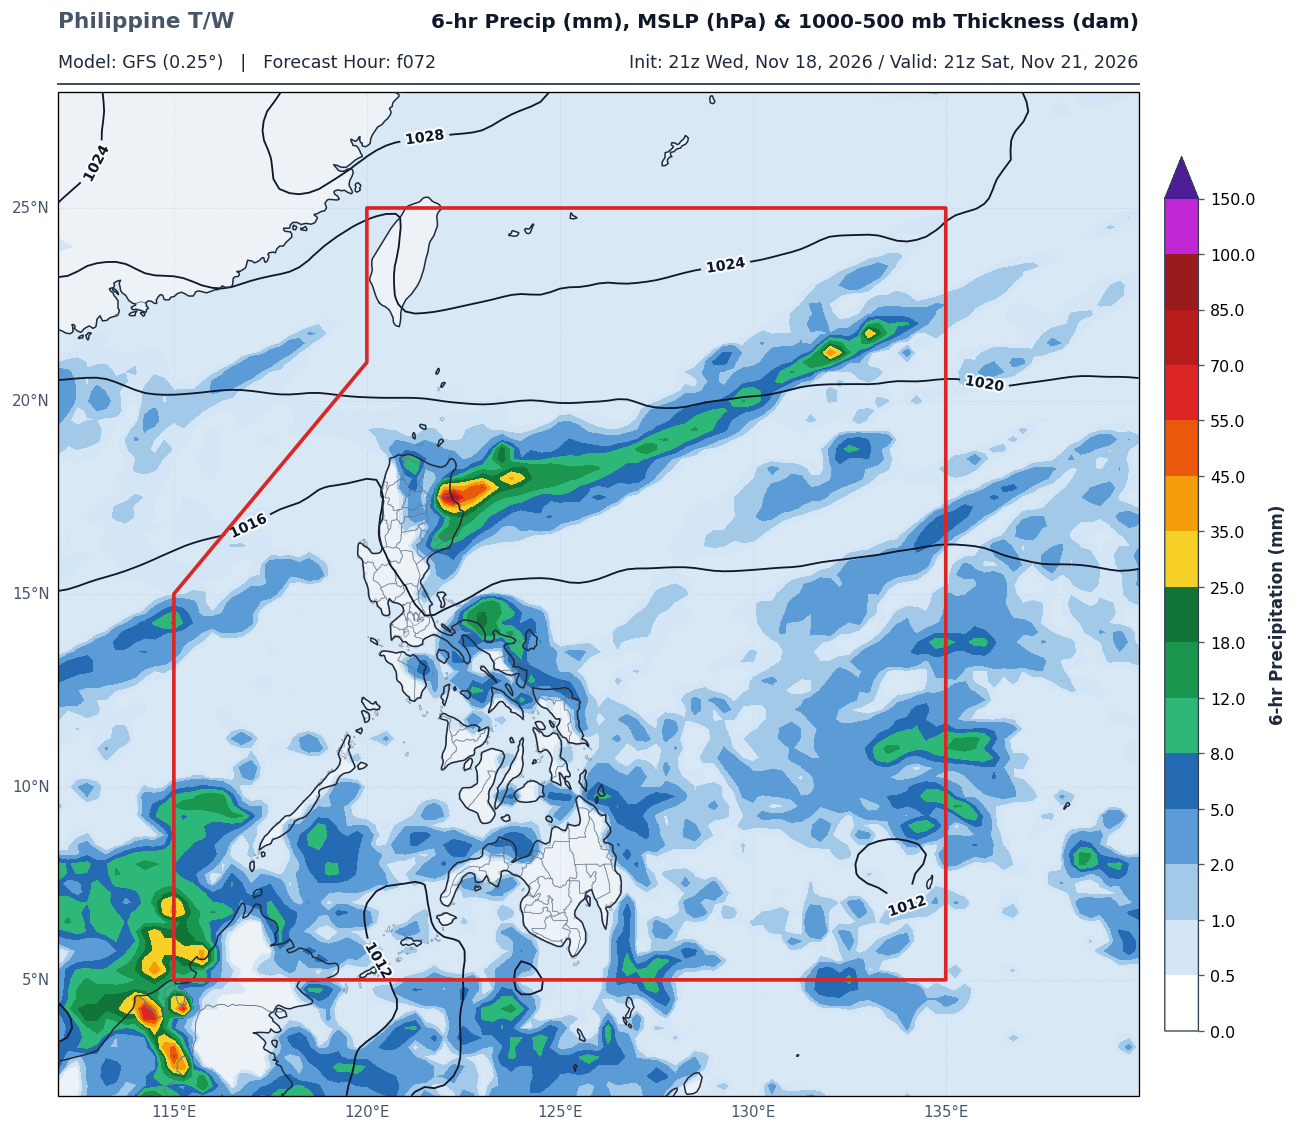 Philippine T/W
6-hr Precip (mm), MSLP (hPa) & 1000-500 mb Thickness (dam)
Model: GFS (0.25°) | Forecast Hour: f072
Init: 21z Wed, Nov 18, 2026 / Valid: 21z Sat, Nov 21, 2026
1028
1024
1024
1020
1016
1012
1012
25°N
20°N
15°N
10°N
5°N
115°E
120°E
125°E
130°E
135°E
150.0
100.0
85.0
70.0
55.0
45.0
35.0
25.0
18.0
12.0
8.0
5.0
2.0
1.0
0.5
0.0
6-hr Precipitation (mm)